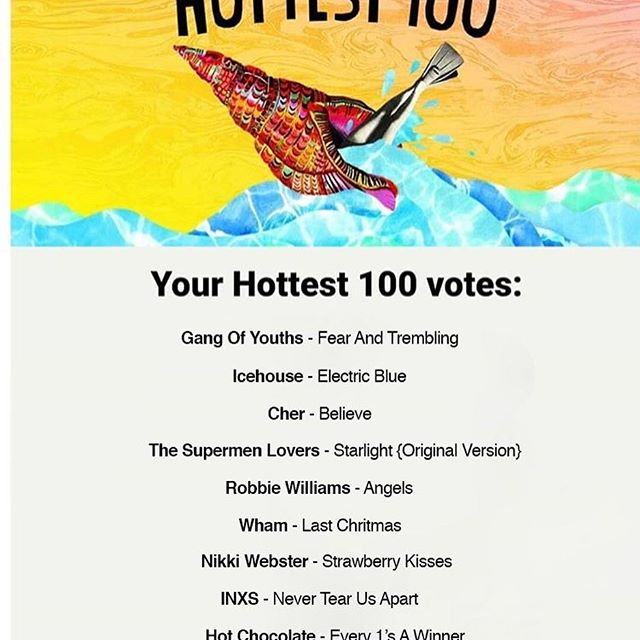 HOTTEST 100
Your Hottest 100 votes:
Gang Of Youths - Fear And Trembling
Icehouse - Electric Blue
Cher - Believe
The Supermen Lovers - Starlight {Original Version}
Robbie Williams - Angels
Wham - Last Chritmas
Nikki Webster - Strawberry Kisses
INXS - Never Tear Us Apart
Hot Chocolate - Every 1's A Winner